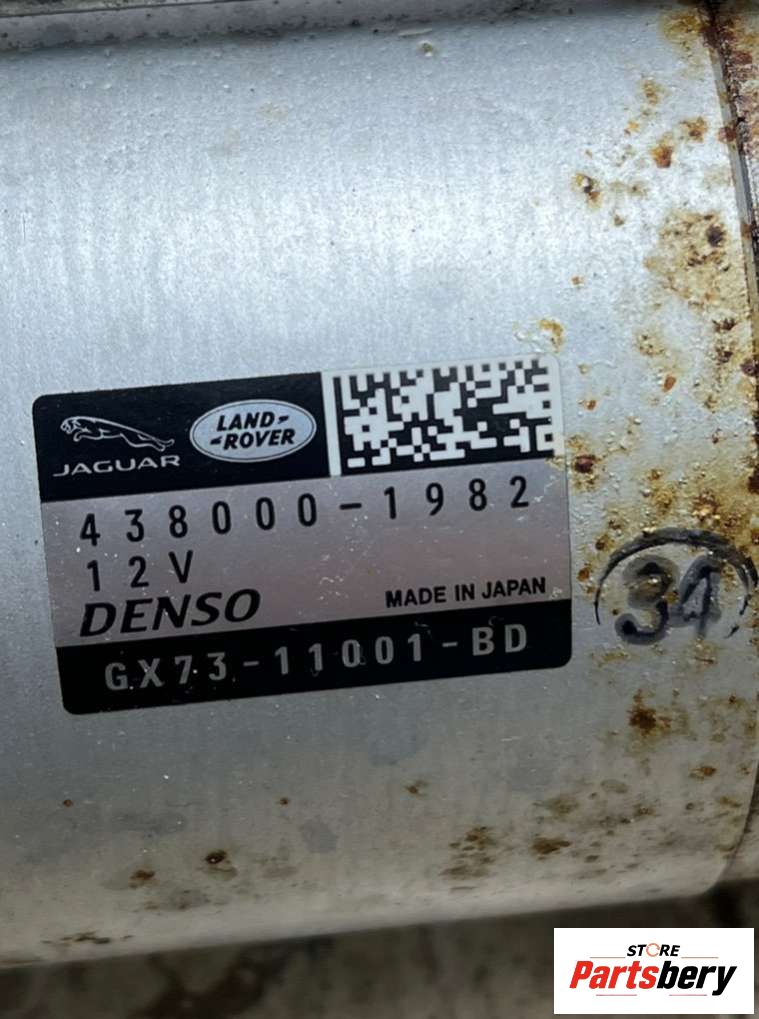 JAGUAR
LAND-
-ROVER
438000-1982
12V
DENSO
MADE IN JAPAN
GX73-11001-BD
34
STORE
Partsbery